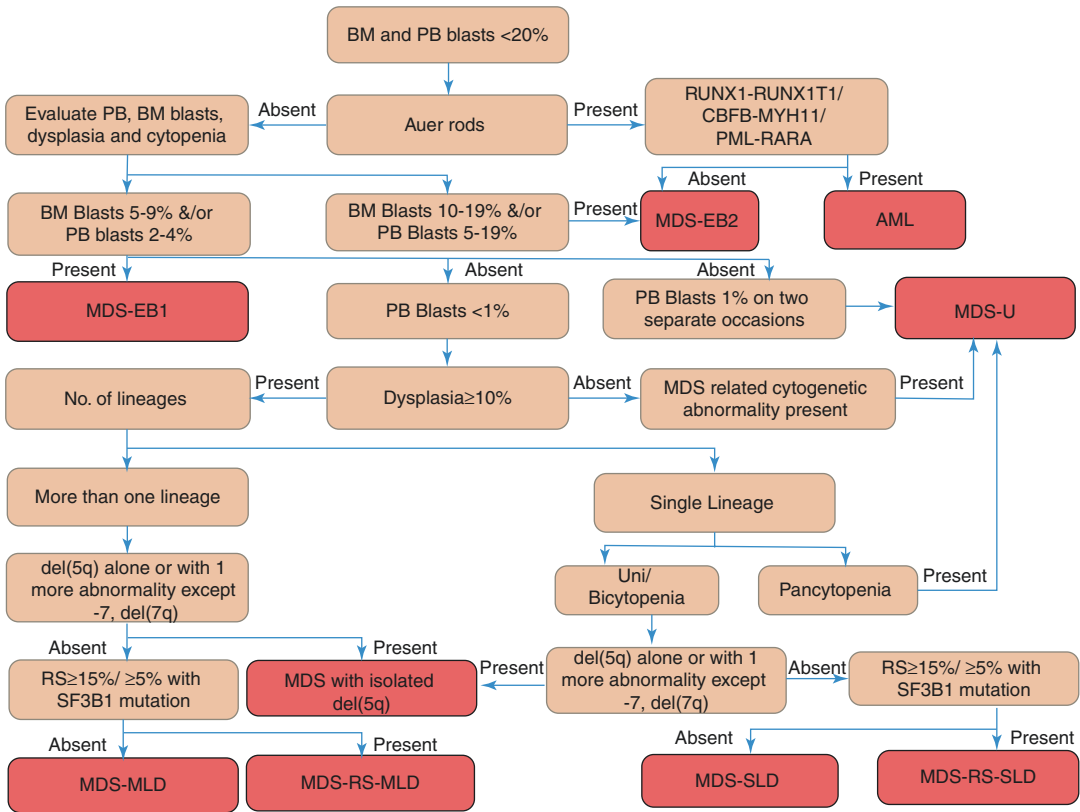 BM and PB blasts <20%
Evaluate PB, BM blasts,
dysplasia and cytopenia
Absent
Auer rods
Present
RUNX1-RUNX1T1/
CBFB-MYH11/
PML-RARA
Absent
Present
BM Blasts 5-9% &/or
PB blasts 2-4%
BM Blasts 10-19% &/or
PB Blasts 5-19%
Present
MDS-EB2
AML
Present
Absent
Absent
MDS-EB1
PB Blasts <1%
PB Blasts 1% on two
separate occasions
MDS-U
No. of lineages
Present
Dysplasia≥10%
Absent
MDS related cytogenetic
abnormality present
Present
More than one lineage
Single Lineage
del(5q) alone or with 1
more abnormality except
-7, del(7q)
Uni/
Bicytopenia
Pancytopenia
Present
Absent
Present
RS≥15%/ ≥5% with
SF3B1 mutation
MDS with isolated
del(5q)
Present
del(5q) alone or with 1
more abnormality except
-7, del(7q)
Absent
RS≥15%/ ≥5% with
SF3B1 mutation
Absent
Present
Absent
Present
MDS-MLD
MDS-RS-MLD
MDS-SLD
MDS-RS-SLD